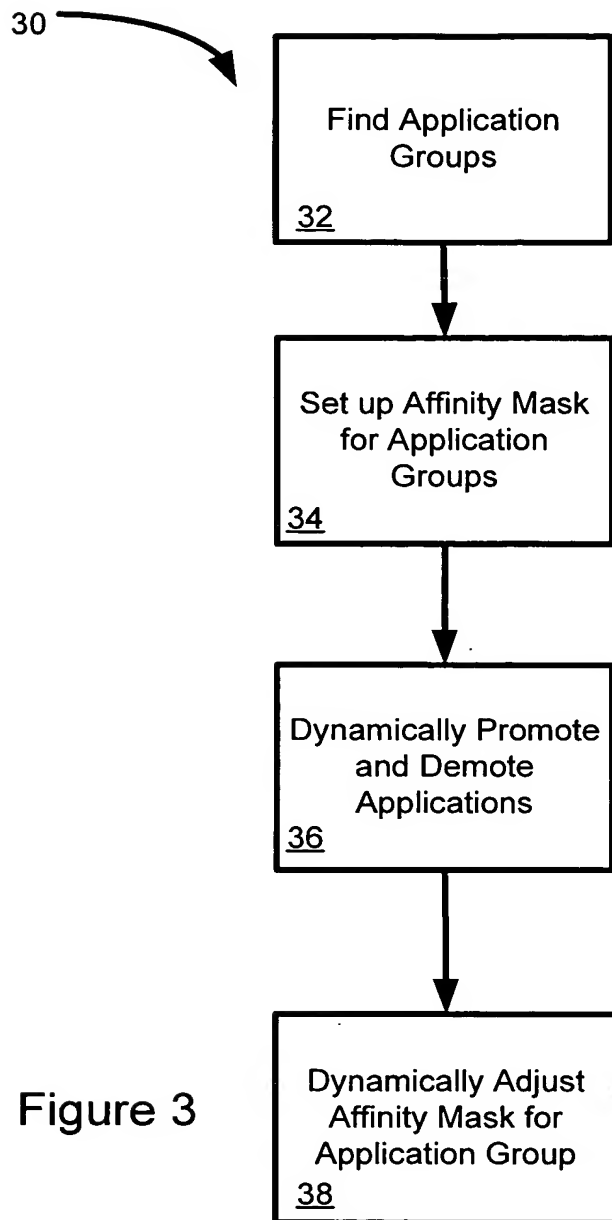 30
Find Application
Groups
32
Set up Affinity Mask
for Application
Groups
34
Dynamically Promote
and Demote
Applications
36
Dynamically Adjust
Affinity Mask for
Application Group
38
Figure 3